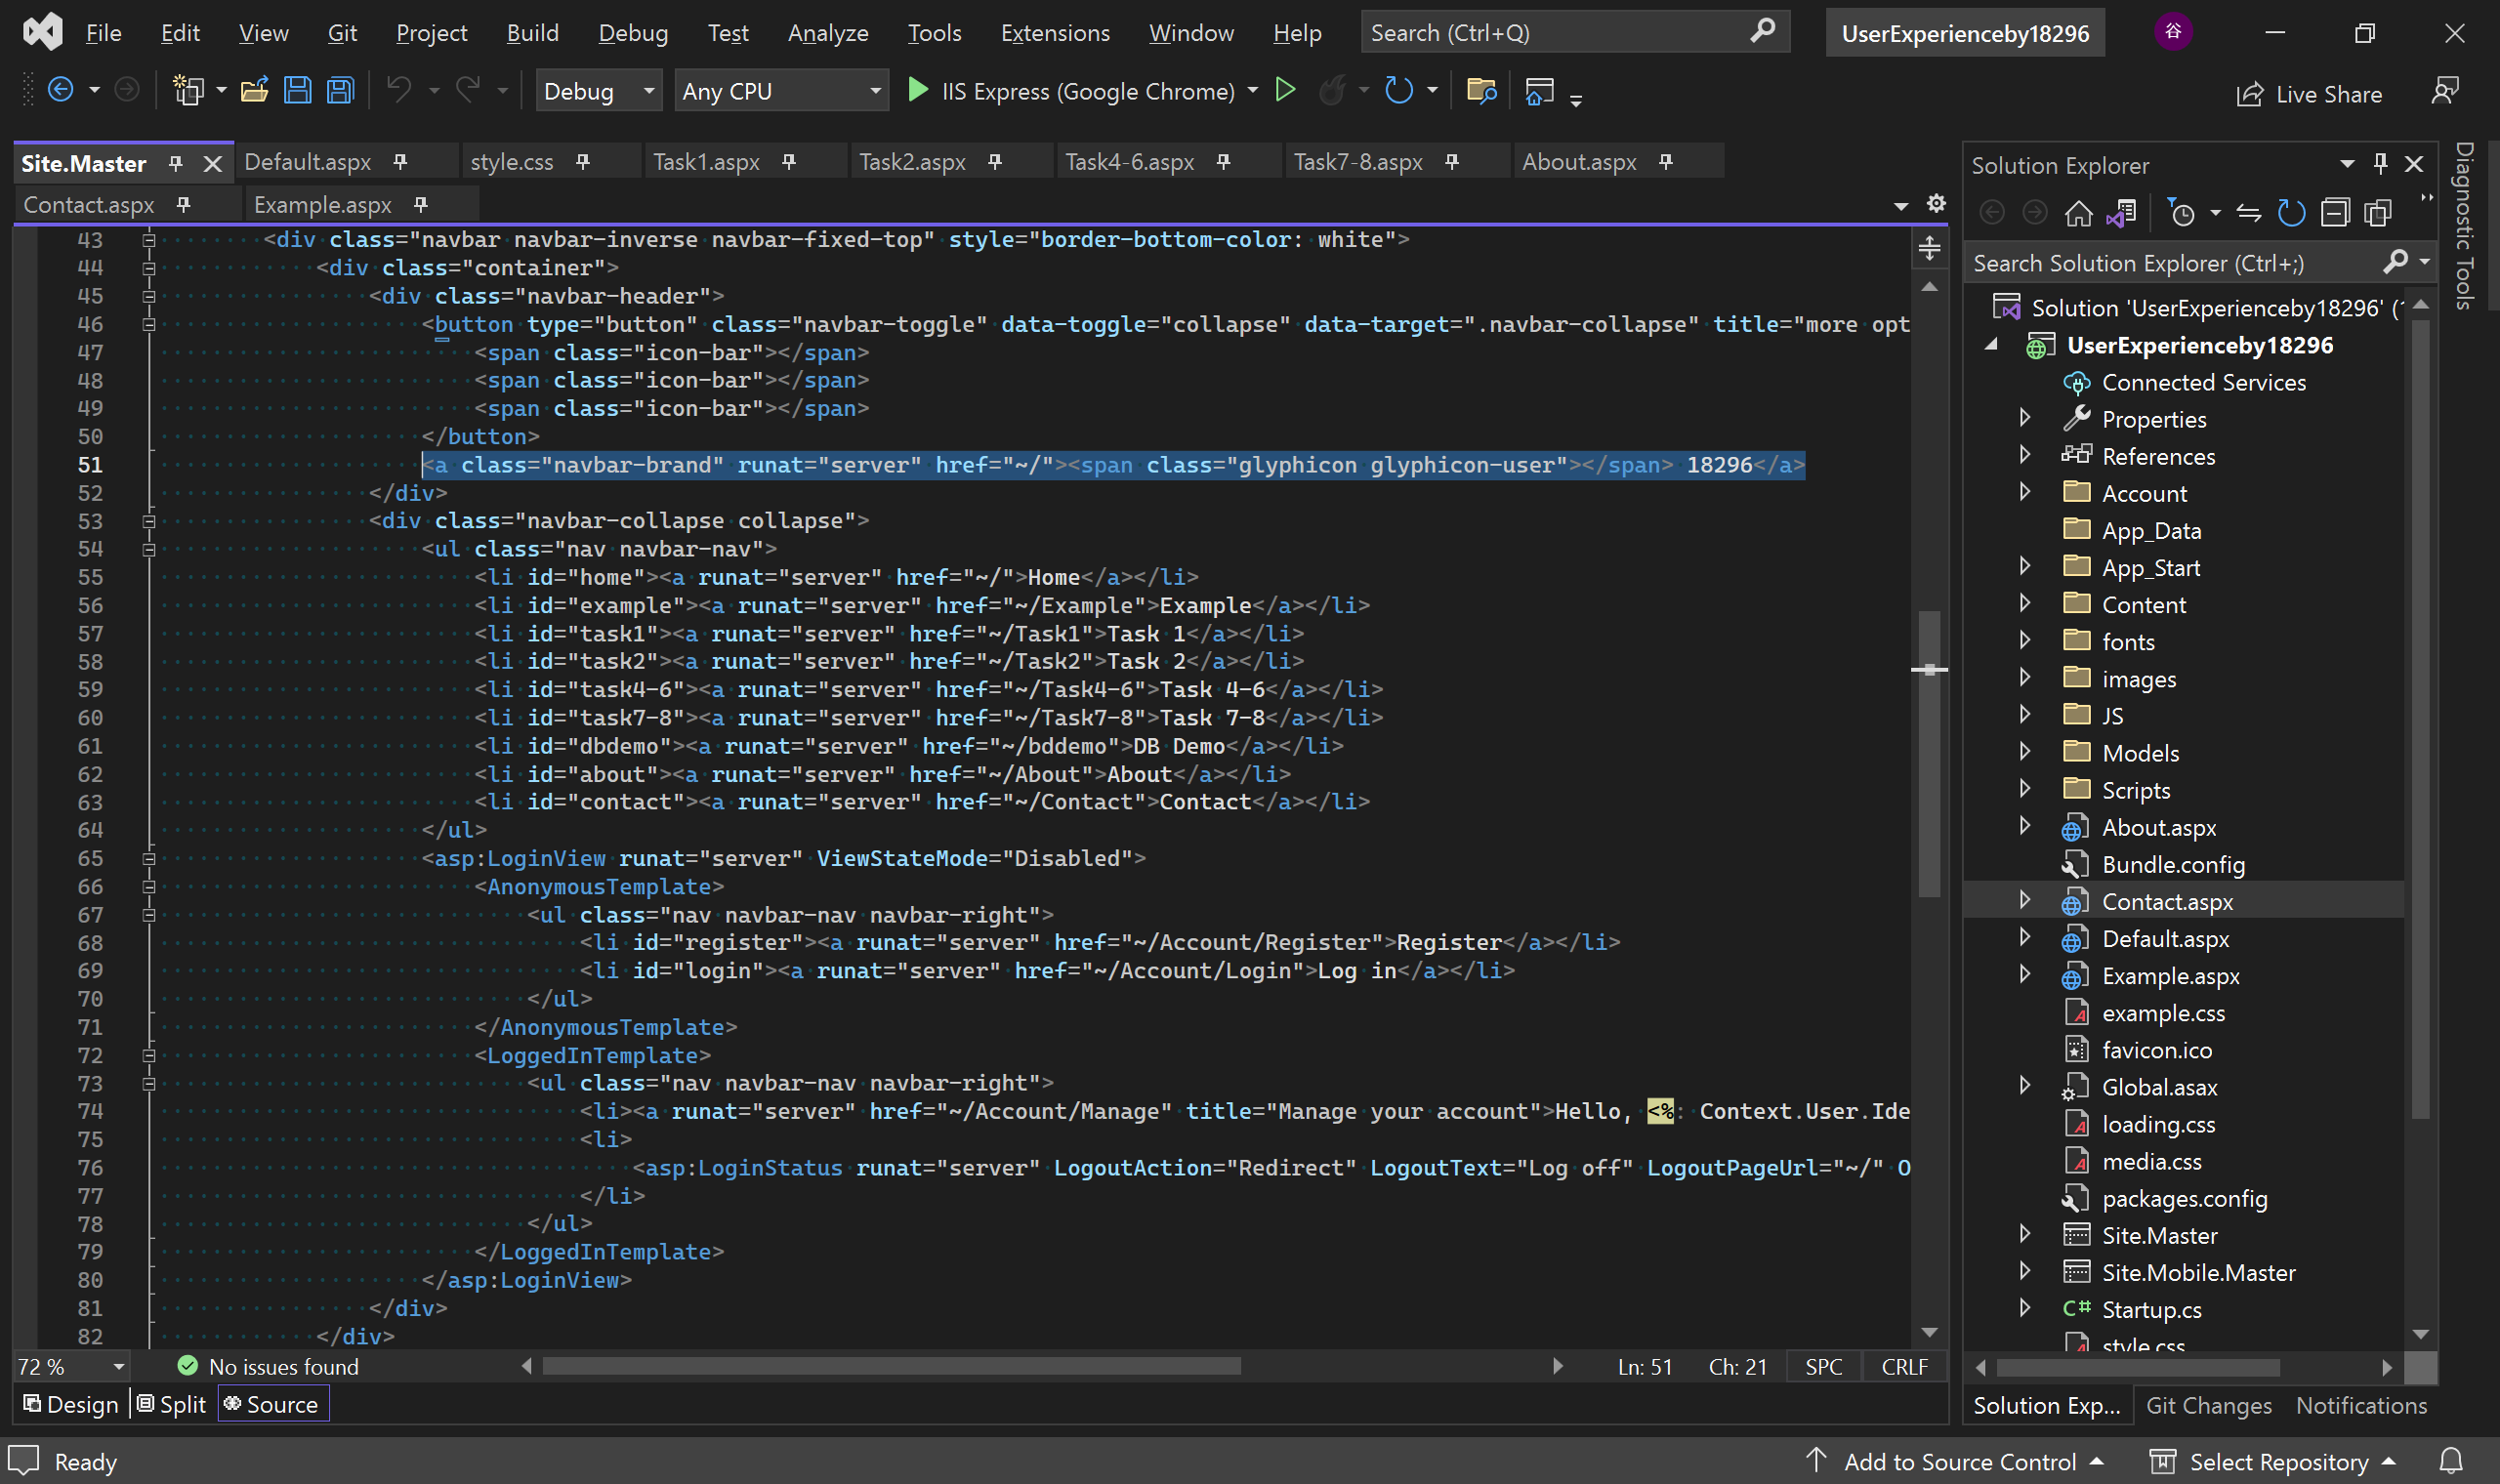 File Edit View Git Project Build Debug Test Analyze Tools Extensions Window Help Search (Ctrl+Q) UserExperienceby18296 谷
Debug Any CPU IIS Express (Google Chrome) Live Share
Site.Master Default.aspx style.css Task1.aspx Task2.aspx Task4-6.aspx Task7-8.aspx About.aspx
Contact.aspx Example.aspx
43 <div class="navbar navbar-inverse navbar-fixed-top" style="border-bottom-color: white">
44 <div class="container">
45 <div class="navbar-header">
46 <button type="button" class="navbar-toggle" data-toggle="collapse" data-target=".navbar-collapse" title="more opt
47 <span class="icon-bar"></span>
48 <span class="icon-bar"></span>
49 <span class="icon-bar"></span>
50 </button>
51 <a class="navbar-brand" runat="server" href="~/"><span class="glyphicon glyphicon-user"></span> 18296</a>
52 </div>
53 <div class="navbar-collapse collapse">
54 <ul class="nav navbar-nav">
55 <li id="home"><a runat="server" href="~/">Home</a></li>
56 <li id="example"><a runat="server" href="~/Example">Example</a></li>
57 <li id="task1"><a runat="server" href="~/Task1">Task 1</a></li>
58 <li id="task2"><a runat="server" href="~/Task2">Task 2</a></li>
59 <li id="task4-6"><a runat="server" href="~/Task4-6">Task 4-6</a></li>
60 <li id="task7-8"><a runat="server" href="~/Task7-8">Task 7-8</a></li>
61 <li id="dbdemo"><a runat="server" href="~/bddemo">DB Demo</a></li>
62 <li id="about"><a runat="server" href="~/About">About</a></li>
63 <li id="contact"><a runat="server" href="~/Contact">Contact</a></li>
64 </ul>
65 <asp:LoginView runat="server" ViewStateMode="Disabled">
66 <AnonymousTemplate>
67 <ul class="nav navbar-nav navbar-right">
68 <li id="register"><a runat="server" href="~/Account/Register">Register</a></li>
69 <li id="login"><a runat="server" href="~/Account/Login">Log in</a></li>
70 </ul>
71 </AnonymousTemplate>
72 <LoggedInTemplate>
73 <ul class="nav navbar-nav navbar-right">
74 <li><a runat="server" href="~/Account/Manage" title="Manage your account">Hello, <%: Context.User.Ide
75 <li>
76 <asp:LoginStatus runat="server" LogoutAction="Redirect" LogoutText="Log off" LogoutPageUrl="~/" O
77 </li>
78 </ul>
79 </LoggedInTemplate>
80 </asp:LoginView>
81 </div>
82 </div>
72 % No issues found Ln: 51 Ch: 21 SPC CRLF
Design Split Source
Solution Explorer
Search Solution Explorer (Ctrl+;)
Solution 'UserExperienceby18296' (
UserExperienceby18296
Connected Services
Properties
References
Account
App_Data
App_Start
Content
fonts
images
JS
Models
Scripts
About.aspx
Bundle.config
Contact.aspx
Default.aspx
Example.aspx
example.css
favicon.ico
Global.asax
loading.css
media.css
packages.config
Site.Master
Site.Mobile.Master
C# Startup.cs
style.css
Solution Exp... Git Changes Notifications
Diagnostic Tools
Ready Add to Source Control Select Repository